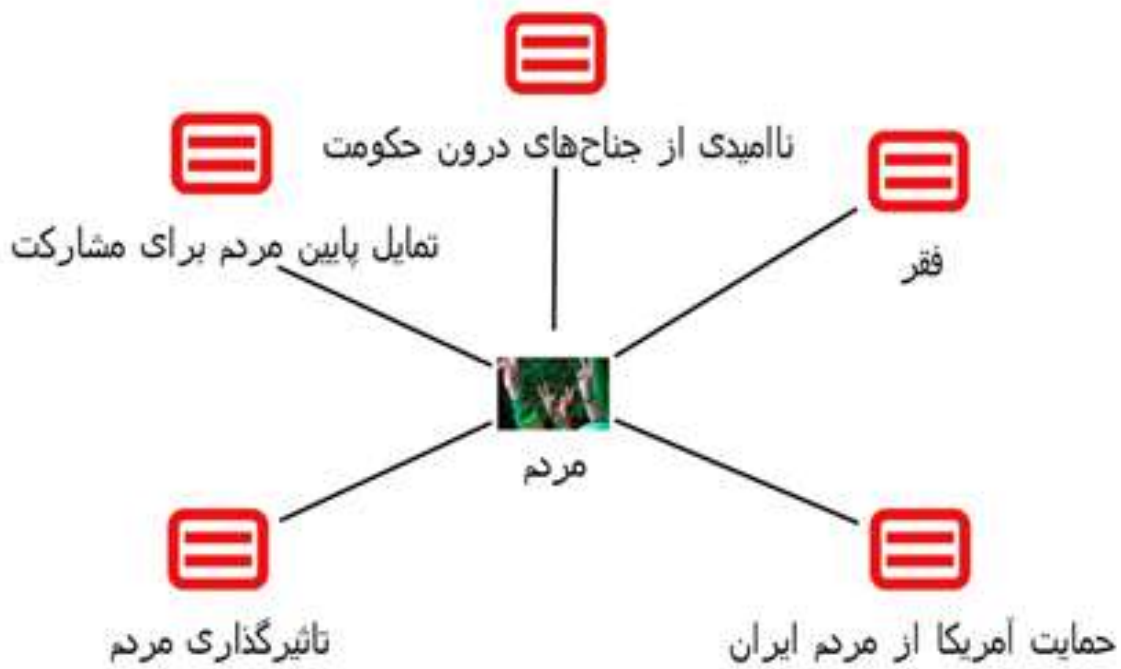 ناامیدی از جناح‌های درون حکومت
تمایل پایین مردم برای مشارکت
فقر
مردم
تاثیرگذاری مردم
حمایت آمریکا از مردم ایران